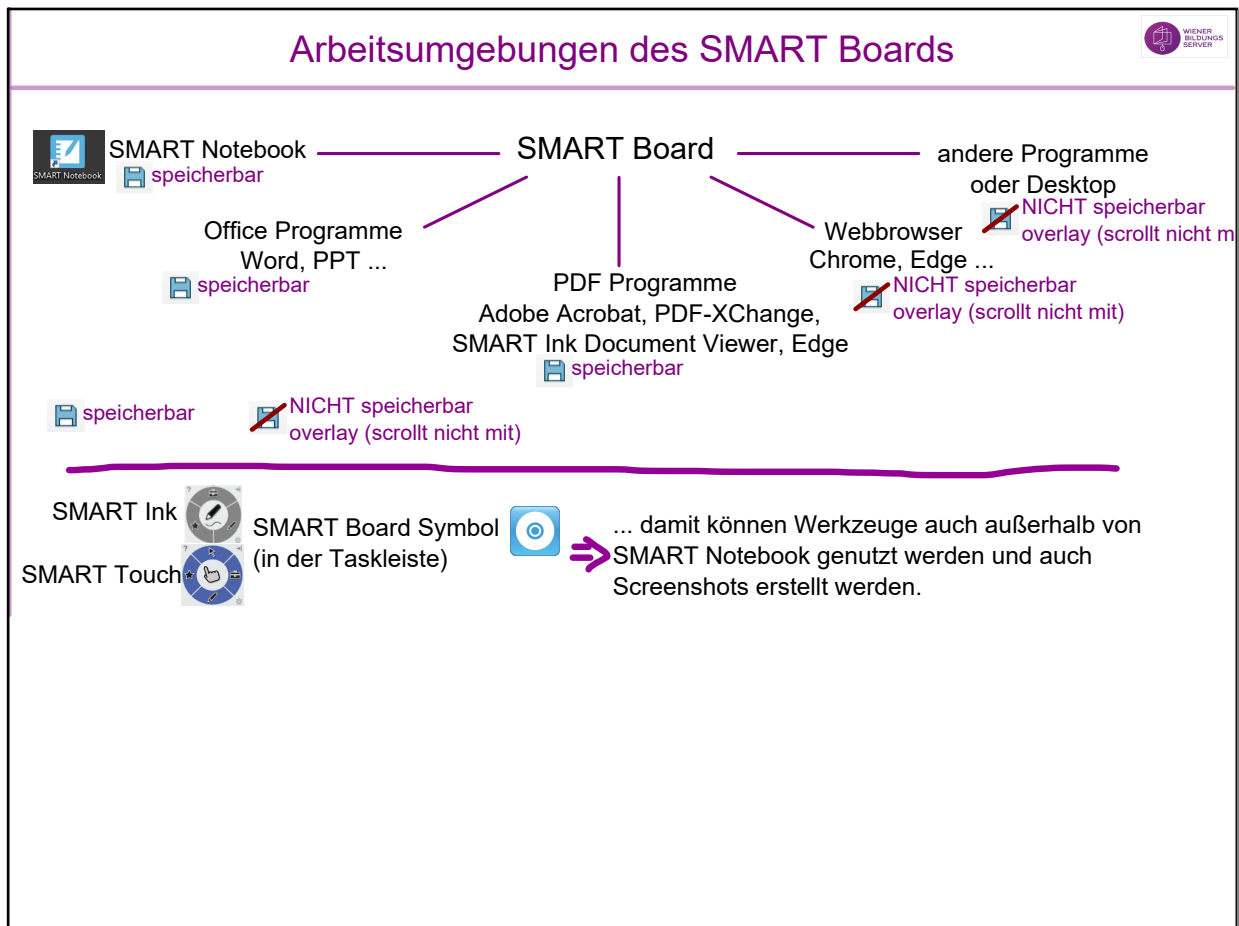 Arbeitsumgebungen des SMART Boards
WIENER
BILDUNGS
SERVER
SMART Notebook
SMART Notebook
speicherbar
SMART Board
andere Programme
oder Desktop
NICHT speicherbar
overlay (scrollt nicht m
Office Programme
Word, PPT ...
speicherbar
Webbrowser
Chrome, Edge ...
NICHT speicherbar
overlay (scrollt nicht mit)
PDF Programme
Adobe Acrobat, PDF-XChange,
SMART Ink Document Viewer, Edge
speicherbar
speicherbar
NICHT speicherbar
overlay (scrollt nicht mit)
SMART Ink
SMART Touch
SMART Board Symbol
(in der Taskleiste)
... damit können Werkzeuge auch außerhalb von
SMART Notebook genutzt werden und auch
Screenshots erstellt werden.